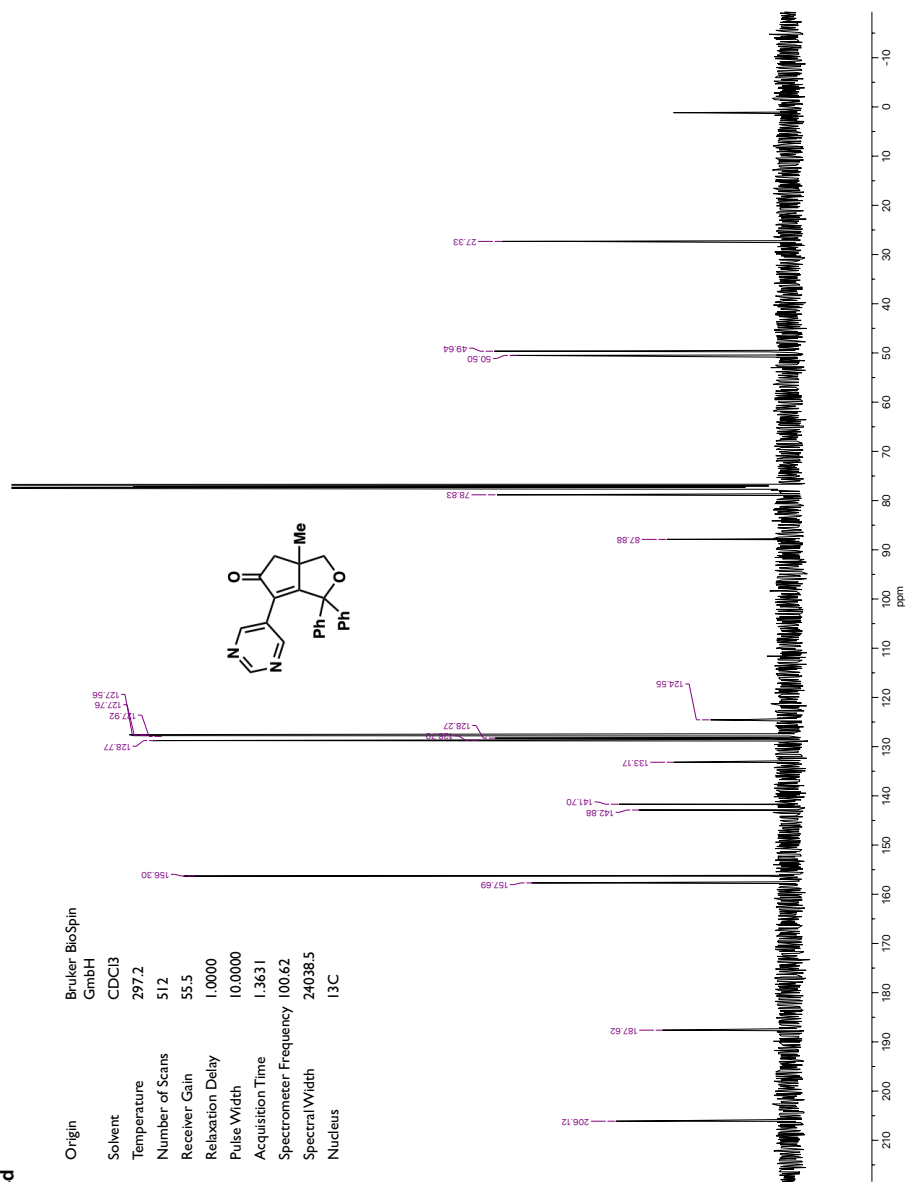 d
Origin Bruker BioSpin
GmbH
Solvent CDCl3
Temperature 297.2
Number of Scans 512
Receiver Gain 55.5
Relaxation Delay 1.0000
Pulse Width 10.0000
Acquisition Time 1.3631
Spectrometer Frequency 100.62
Spectral Width 24038.5
Nucleus 13C
206.12
187.62
157.69
156.30
142.88
141.70
133.17
128.77
128.70
128.27
127.92
127.76
127.56
124.55
87.88
78.83
50.50
49.64
27.33
O
Me
N
N
Ph
Ph
O
210
200
190
180
170
160
150
140
130
120
110
100
90
80
70
60
50
40
30
20
10
0
-10
ppm